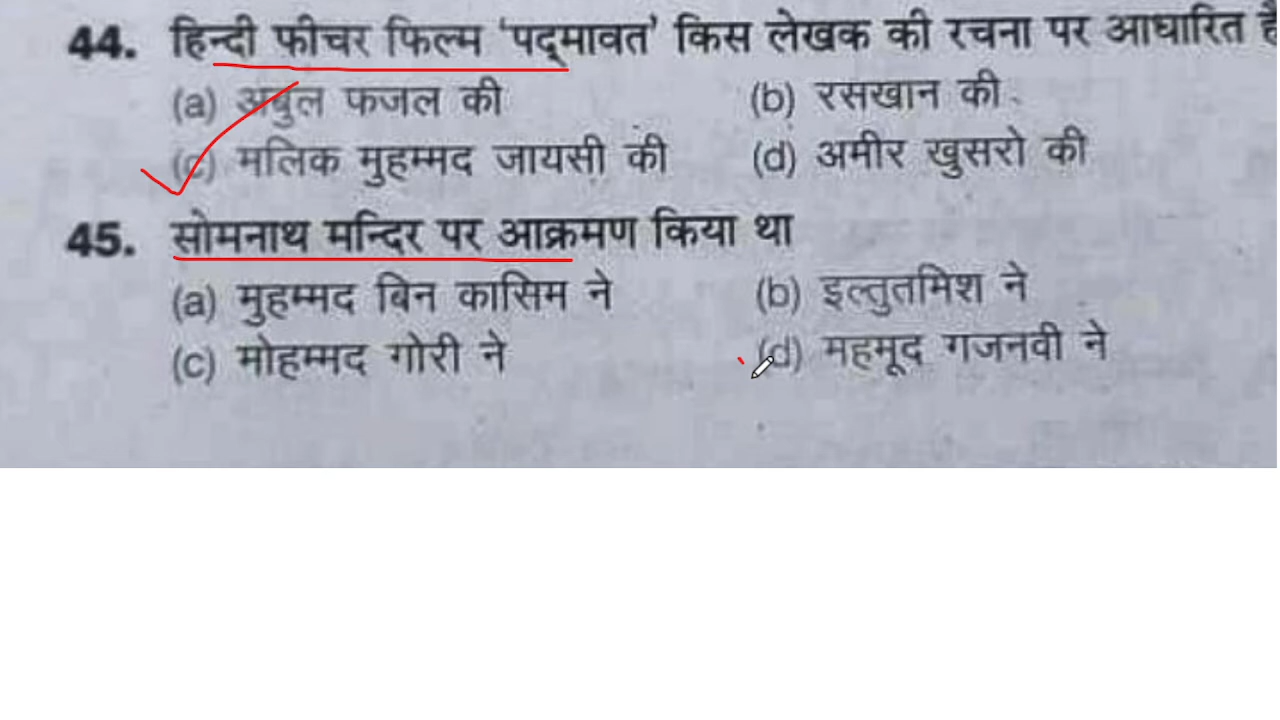 44. हिन्दी फीचर फिल्म 'पद्मावत' किस लेखक की रचना पर आधारित है
(a) अबुल फजल की (b) रसखान की
(c) मलिक मुहम्मद जायसी की (d) अमीर खुसरो की
45. सोमनाथ मन्दिर पर आक्रमण किया था
(a) मुहम्मद बिन कासिम ने (b) इल्तुतमिश ने
(c) मोहम्मद गोरी ने (d) महमूद गजनवी ने